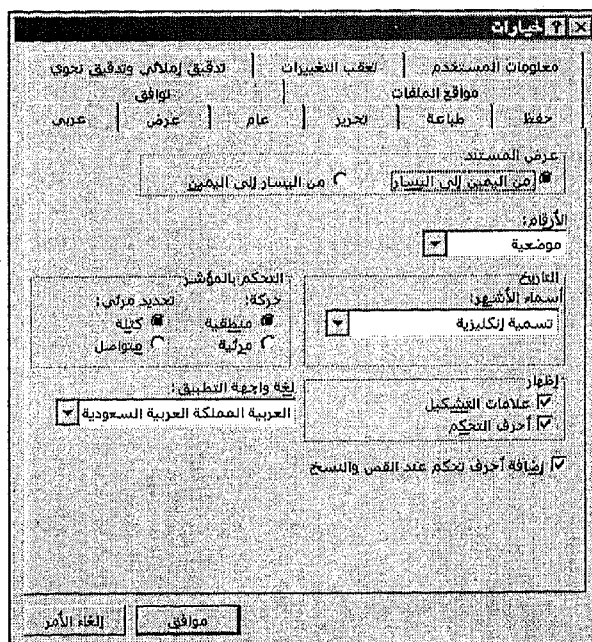 خيارات
معلومات المستخدم تعقب التغييرات تدقيق إملائي وتدقيق نحوي
مواقع الملفات توافق
حفظ طباعة تحرير عام عرض عربي
عرض المستند
من اليمين إلى اليسار من اليسار إلى اليمين
الأرقام:
موضعية
التاريخ
أسماء الأشهر:
تسمية إنكليزية
التحكم بالمؤشر
حركة: تحديد مرئي:
منطقية كتلة
مرئية متواصل
إظهار
علامات التشكيل
أحرف التحكم
لغة واجهة التطبيق:
العربية المملكة العربية السعودية
إضافة أحرف تحكم عند القص والنسخ
موافق إلغاء الأمر